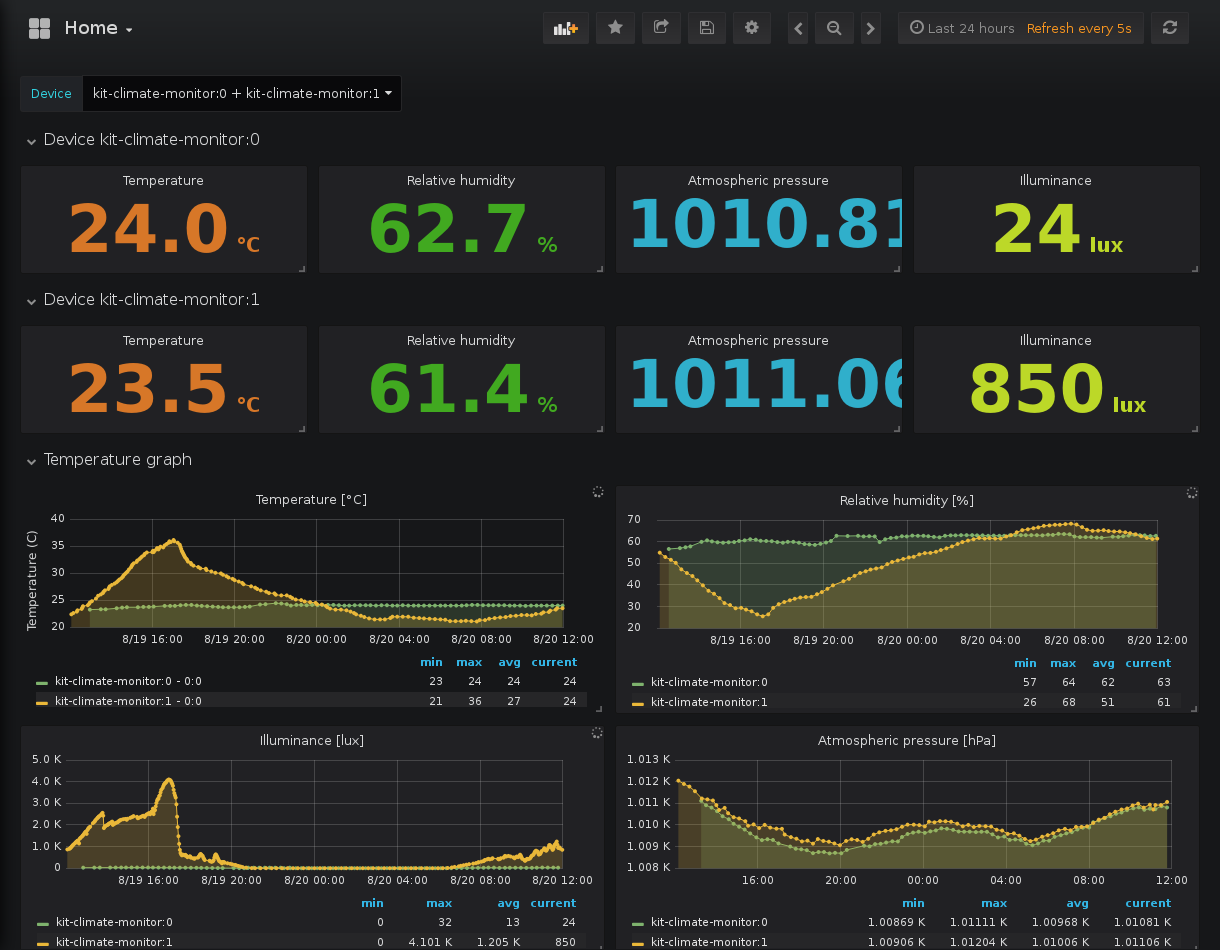 Home
Last 24 hours Refresh every 5s
Device kit-climate-monitor:0 + kit-climate-monitor:1
Device kit-climate-monitor:0
Temperature Relative humidity Atmospheric pressure Illuminance
24.0 °C 62.7 % 1010.81 24 lux
Device kit-climate-monitor:1
Temperature Relative humidity Atmospheric pressure Illuminance
23.5 °C 61.4 % 1011.06 850 lux
Temperature graph
Temperature [°C]
Temperature (C)
40
35
30
25
20
8/19 16:00 8/19 20:00 8/20 00:00 8/20 04:00 8/20 08:00 8/20 12:00
min max avg current
kit-climate-monitor:0 - 0:0 23 24 24 24
kit-climate-monitor:1 - 0:0 21 36 27 24
Relative humidity [%]
70
60
50
40
30
20
8/19 16:00 8/19 20:00 8/20 00:00 8/20 04:00 8/20 08:00 8/20 12:00
min max avg current
kit-climate-monitor:0 57 64 62 63
kit-climate-monitor:1 26 68 51 61
Illuminance [lux]
5.0 K
4.0 K
3.0 K
2.0 K
1.0 K
0
8/19 16:00 8/19 20:00 8/20 00:00 8/20 04:00 8/20 08:00 8/20 12:00
min max avg current
kit-climate-monitor:0 0 32 13 24
kit-climate-monitor:1 0 4.101 K 1.205 K 850
Atmospheric pressure [hPa]
1.013 K
1.012 K
1.011 K
1.010 K
1.009 K
1.008 K
16:00 20:00 00:00 04:00 08:00 12:00
min max avg current
kit-climate-monitor:0 1.00869 K 1.01111 K 1.00968 K 1.01081 K
kit-climate-monitor:1 1.00906 K 1.01204 K 1.01006 K 1.01106 K